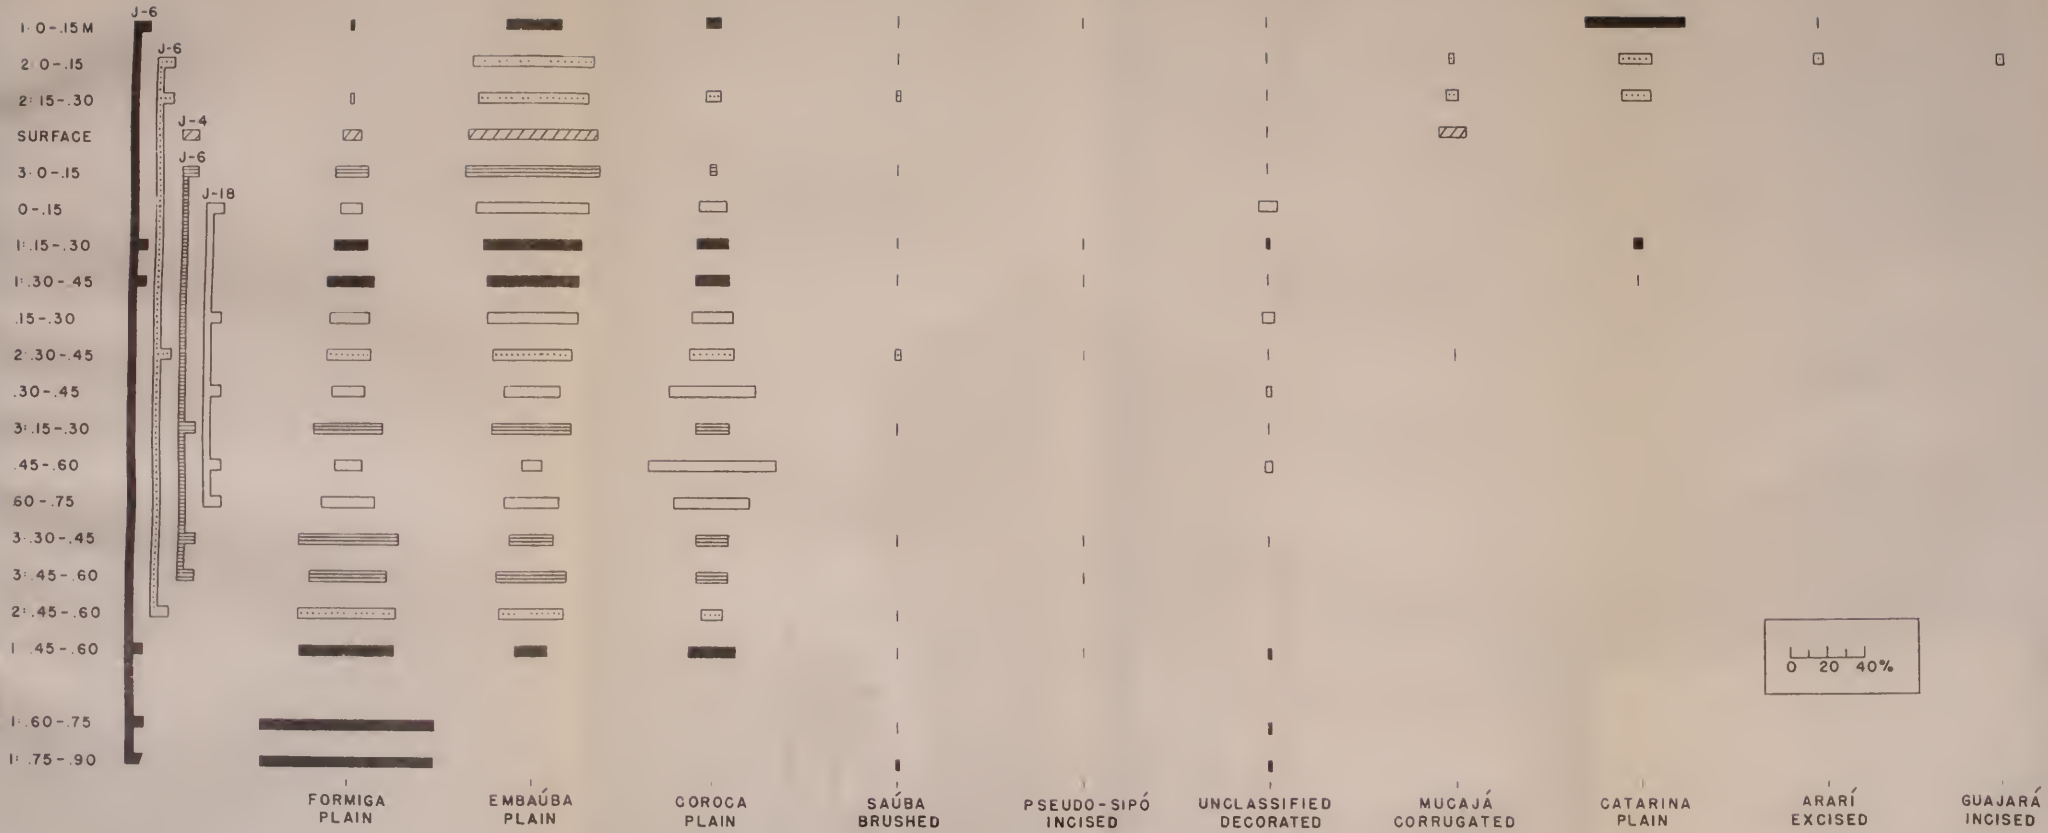 J-6
1: 0-.15 M
J-6
2: 0-.15
2: 15-.30
J-4
SURFACE
J-6
3: 0-.15
J-18
0-.15
1: .15-.30
1: .30-.45
.15-.30
2: .30-.45
.30-.45
3: .15-.30
.45-.60
60-.75
3: .30-.45
3: .45-.60
2: .45-.60
1 .45-.60
1: .60-.75
1: .75-.90
0 20 40%
FORMIGA PLAIN
EMBAÚBA PLAIN
COROCA PLAIN
SAÚBA BRUSHED
PSEUDO-SIPÓ INCISED
UNCLASSIFIED DECORATED
MUCAJÁ CORRUGATED
CATARINA PLAIN
ARARÍ EXCISED
GUAJARÁ INCISED